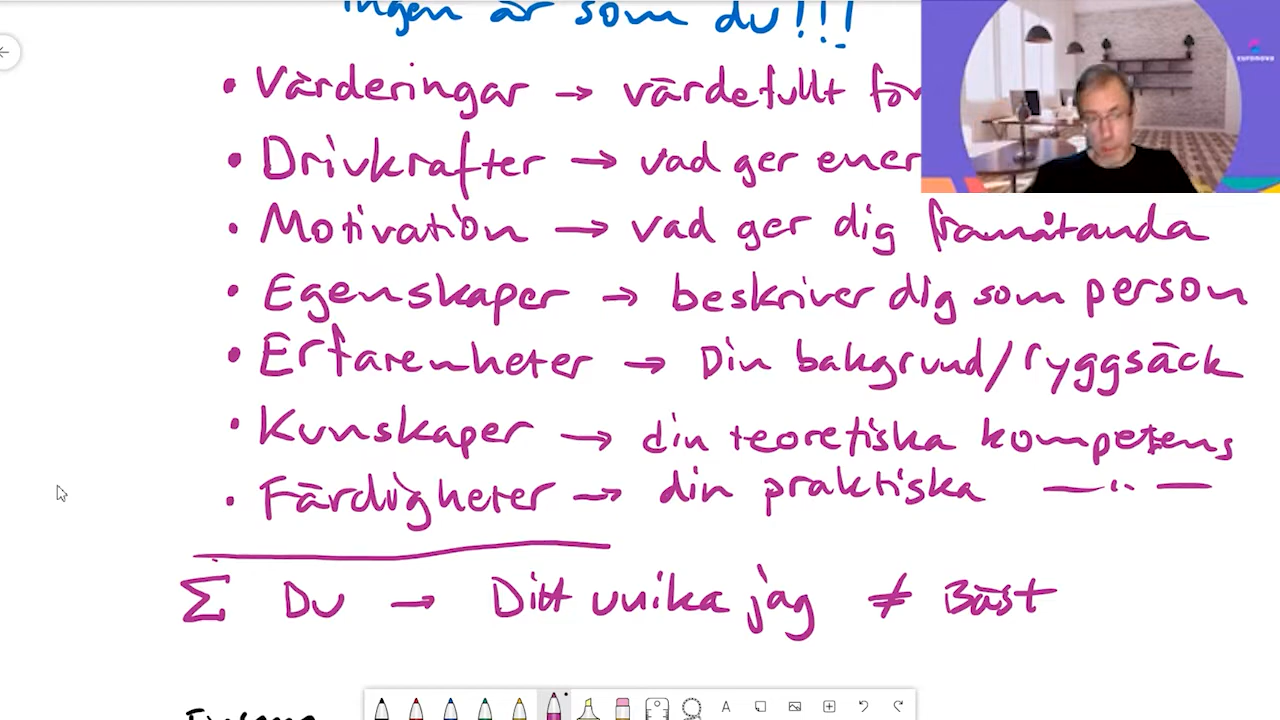 Ingen är som du!!!
• Värderingar → värdefullt för
• Drivkrafter → vad ger ener
• Motivation → vad ger dig framåtanda
• Egenskaper → beskriver dig som person
• Erfarenheter → Din bakgrund/ryggsäck
• Kunskaper → din teoretiska kompetens
• Färdigheter → din praktiska —"—
Σ Du → Ditt unika jag ≠ Bäst